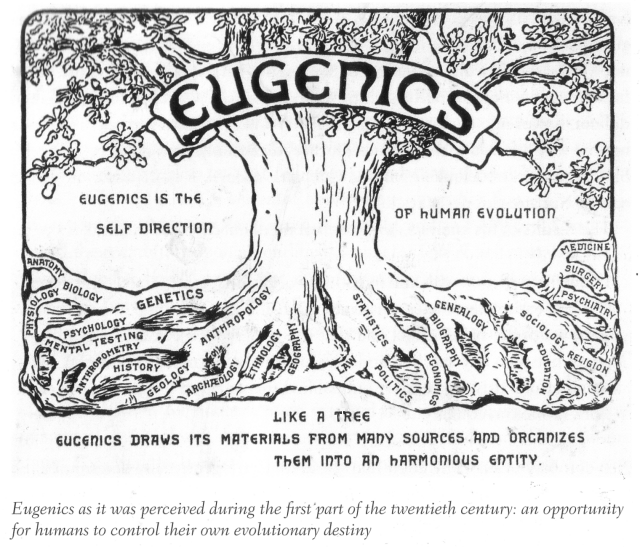 EUGENICS
EUGENICS IS THE
SELF DIRECTION
OF HUMAN EVOLUTION
ANATOMY
PHYSIOLOGY
BIOLOGY
GENETICS
PSYCHOLOGY
MENTAL TESTING
ANTHROPOMETRY
HISTORY
GEOLOGY
ANTHROPOLOGY
ARCHÆOLOGY
ETHNOLOGY
GEOGRAPHY
LAW
STATISTICS
POLITICS
ECONOMICS
BIOGRAPHY
GENEALOGY
SOCIOLOGY
EDUCATION
RELIGION
PSYCHIATRY
SURGERY
MEDICINE
LIKE A TREE
EUGENICS DRAWS ITS MATERIALS FROM MANY SOURCES AND ORGANIZES
THEM INTO AN HARMONIOUS ENTITY.
Eugenics as it was perceived during the first part of the twentieth century: an opportunity
for humans to control their own evolutionary destiny